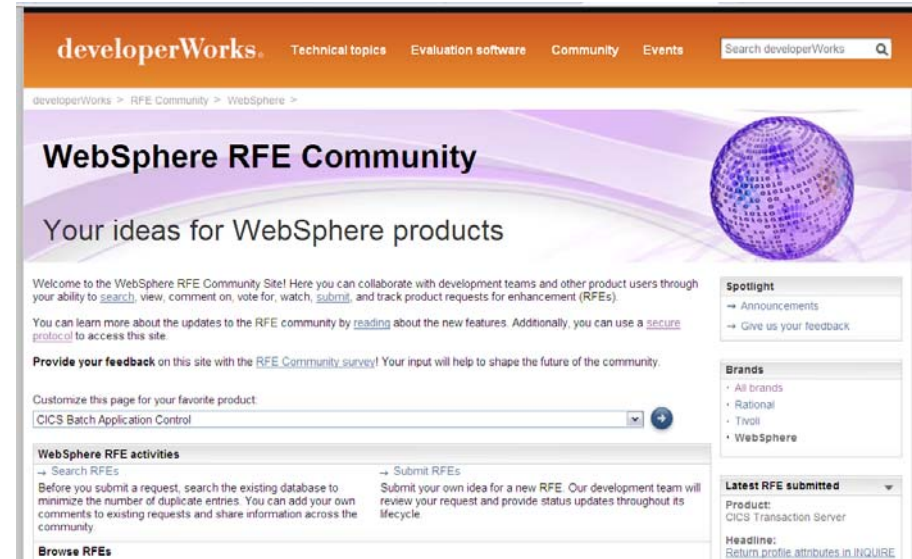 developerWorks.
Technical topics Evaluation software Community Events
Search developerWorks
developerWorks > RFE Community > WebSphere >
WebSphere RFE Community
Your ideas for WebSphere products
Welcome to the WebSphere RFE Community Site! Here you can collaborate with development teams and other product users through
your ability to search, view, comment on, vote for, watch, submit, and track product requests for enhancement (RFEs).
You can learn more about the updates to the RFE community by reading about the new features. Additionally, you can use a secure
protocol to access this site.
Provide your feedback on this site with the RFE Community survey! Your input will help to shape the future of the community.
Customize this page for your favorite product:
CICS Batch Application Control
WebSphere RFE activities
→ Search RFEs
Before you submit a request, search the existing database to
minimize the number of duplicate entries. You can add your own
comments to existing requests and share information across the
community.
→ Submit RFEs
Submit your own idea for a new RFE. Our development team will
review your request and provide status updates throughout its
lifecycle.
Browse RFEs
Spotlight
→ Announcements
→ Give us your feedback
Brands
· All brands
· Rational
· Tivoli
· WebSphere
Latest RFE submitted
Product:
CICS Transaction Server
Headline:
Return profile attributes in INQUIRE